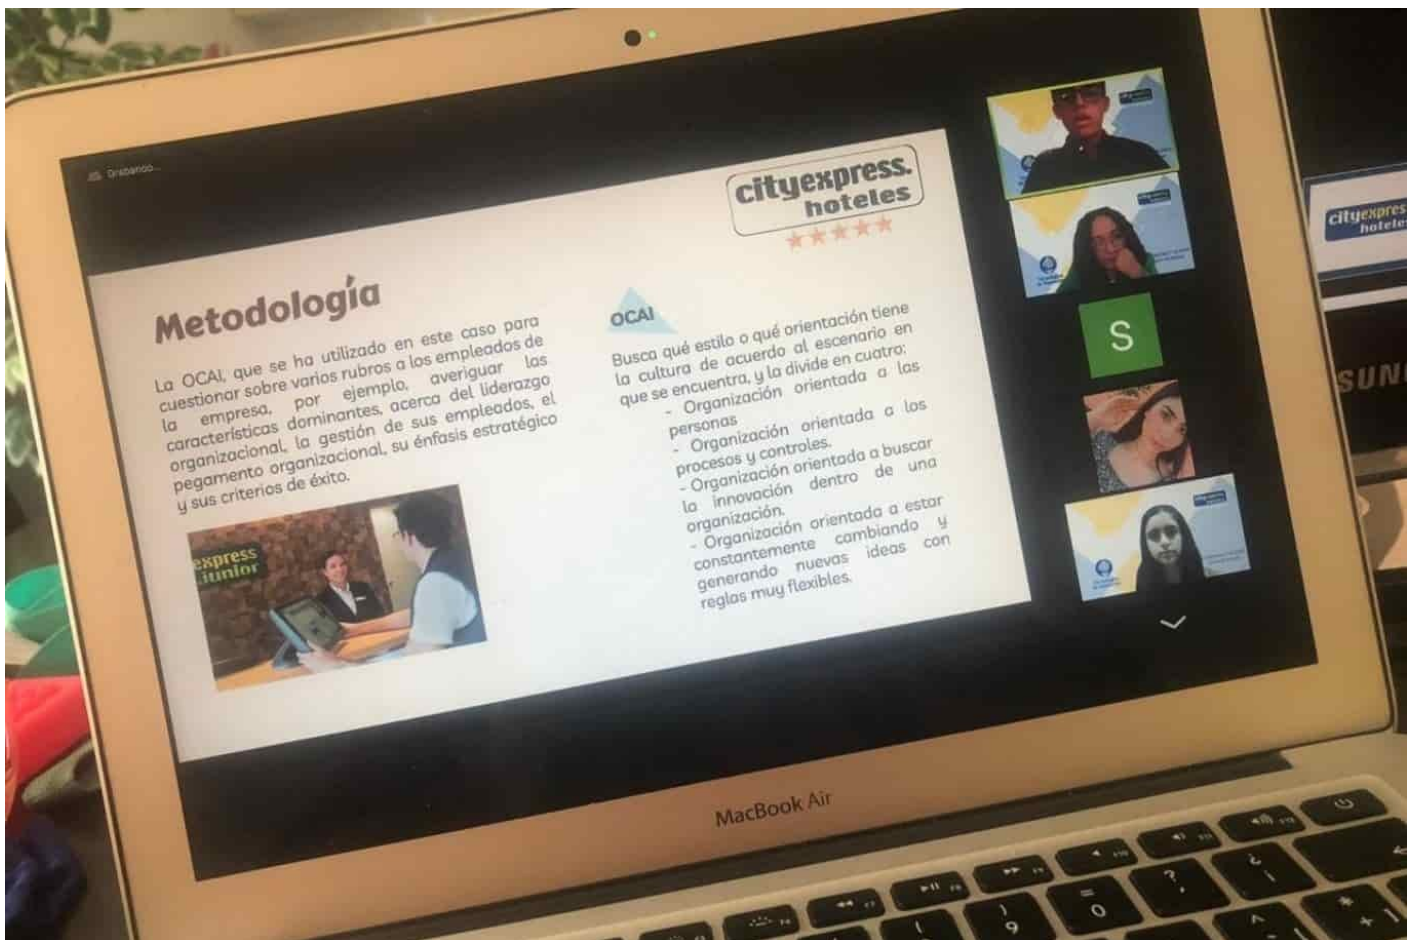 Grabando...
cityexpress.
hoteles
Metodología
La OCAI, que se ha utilizado en este caso para
cuestionar sobre varios rubros a los empleados de
la empresa, por ejemplo, averiguar las
características dominantes, acerca del liderazgo
organizacional, la gestión de sus empleados, el
pegamento organizacional, su énfasis estratégico
y sus criterios de éxito.
express
junior
OCAI
Busca qué estilo o qué orientación tiene
la cultura de acuerdo al escenario en
que se encuentra, y la divide en cuatro:
- Organización orientada a las
personas
- Organización orientada a los
procesos y controles.
- Organización orientada a buscar
la innovación dentro de una
organización.
- Organización orientada a estar
constantemente cambiando y
generando nuevas ideas con
reglas muy flexibles.
S
cityexpres
hotele
SUN
MacBook Air